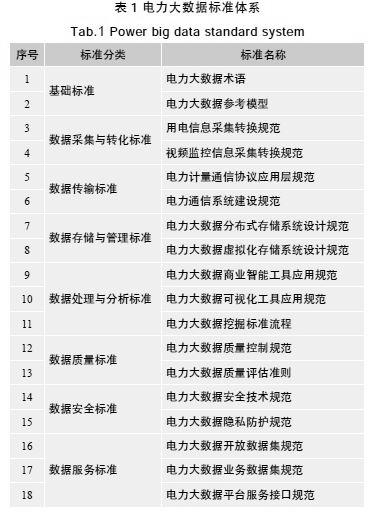 表 1 电力大数据标准体系
Tab.1 Power big data standard system
序号 标准分类 标准名称
1 基础标准 电力大数据术语
2 电力大数据参考模型
3 数据采集与转化标准 用电信息采集转换规范
4 视频监控信息采集转换规范
5 数据传输标准 电力计量通信协议应用层规范
6 电力通信系统建设规范
7 数据存储与管理标准 电力大数据分布式存储系统设计规范
8 电力大数据虚拟化存储系统设计规范
9 数据处理与分析标准 电力大数据商业智能工具应用规范
10 电力大数据可视化工具应用规范
11 电力大数据挖掘标准流程
12 数据质量标准 电力大数据质量控制规范
13 电力大数据质量评估准则
14 数据安全标准 电力大数据安全技术规范
15 电力大数据隐私防护规范
16 数据服务标准 电力大数据开放数据集规范
17 电力大数据业务数据集规范
18 电力大数据平台服务接口规范